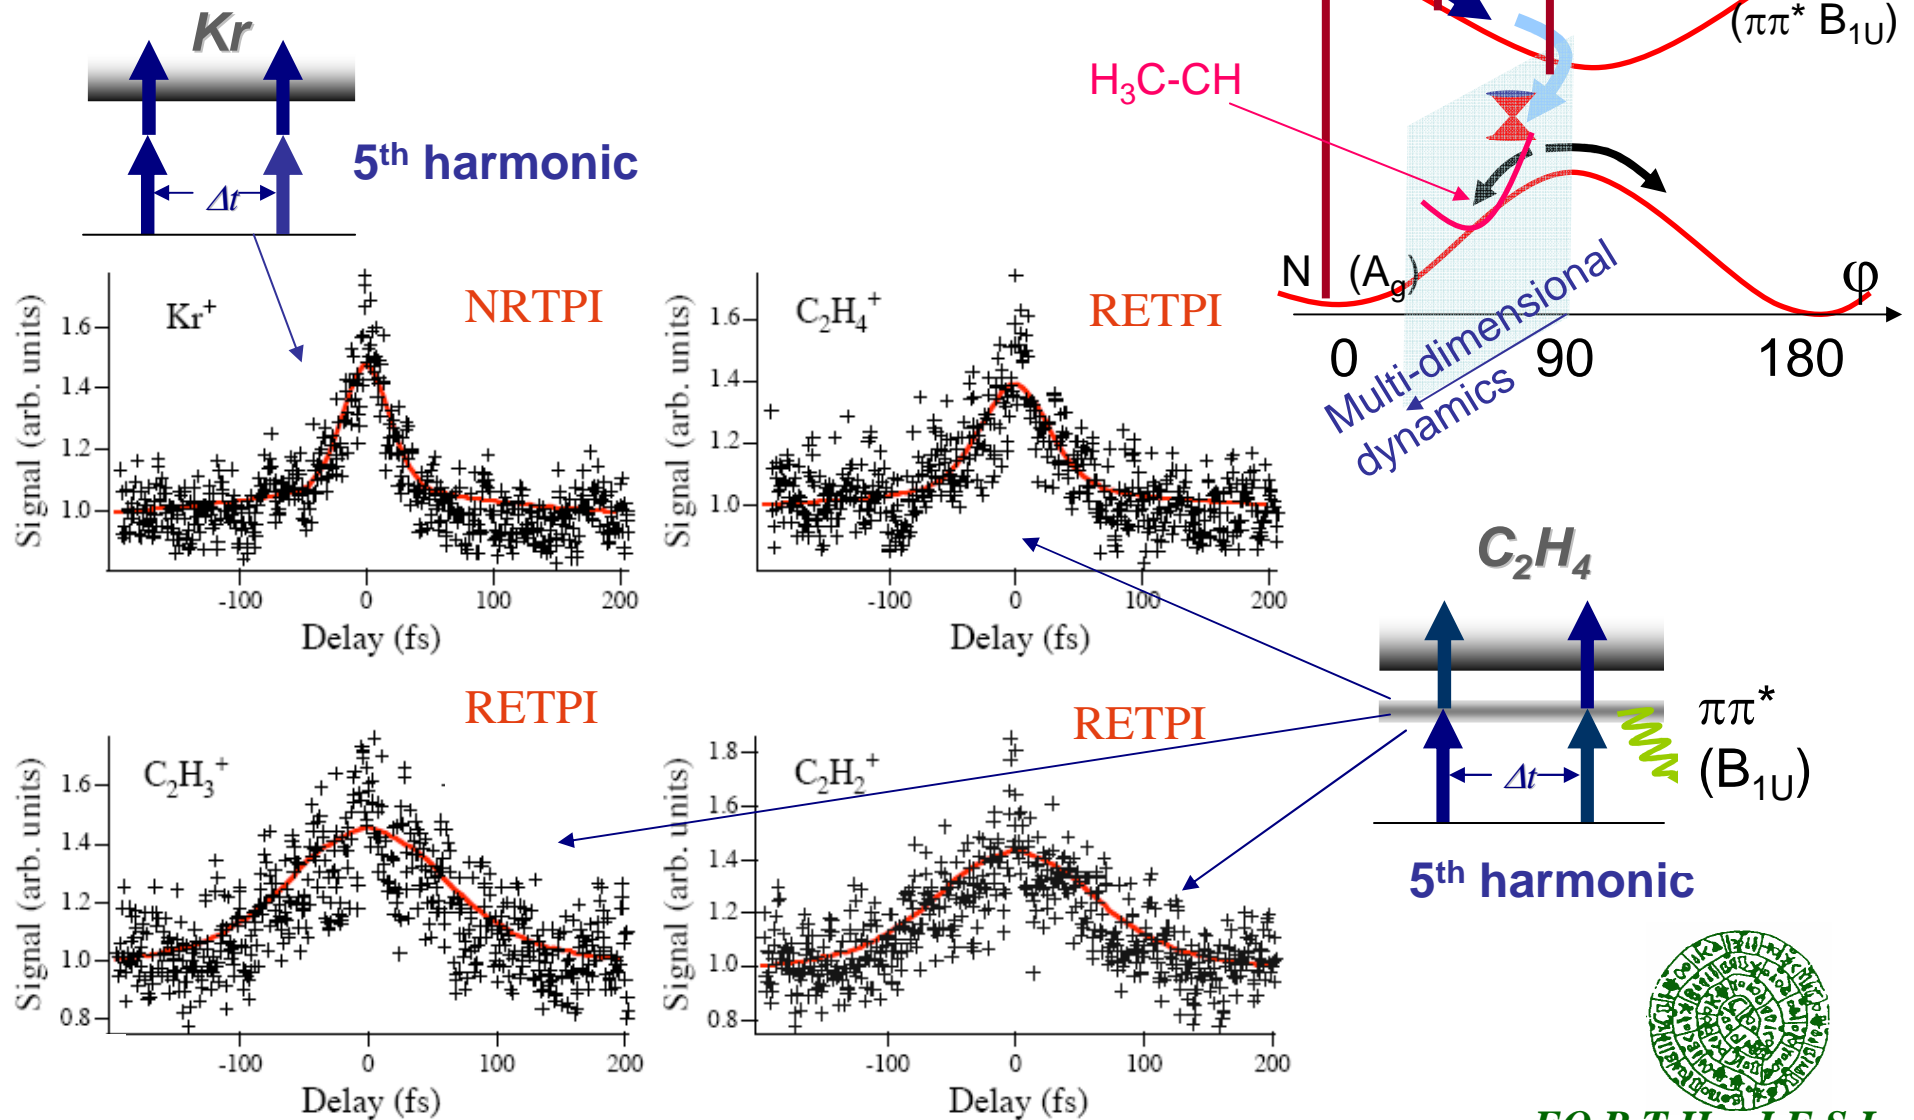 Kr
5th harmonic
Δt
H3C-CH
(ππ* B1U)
N (Ag)
φ
0 90 180
Multi-dimensional
dynamics
Kr+
NRTPI
Signal (arb. units)
1.6
1.4
1.2
1.0
-100 0 100 200
Delay (fs)
C2H4+
RETPI
Signal (arb. units)
1.6
1.4
1.2
1.0
-100 0 100 200
Delay (fs)
C2H4
ππ*
(B1U)
Δt
5th harmonic
C2H3+
RETPI
Signal (arb. units)
1.6
1.4
1.2
1.0
0.8
-100 0 100 200
Delay (fs)
C2H2+
RETPI
Signal (arb. units)
1.8
1.6
1.4
1.2
1.0
0.8
-100 0 100 200
Delay (fs)